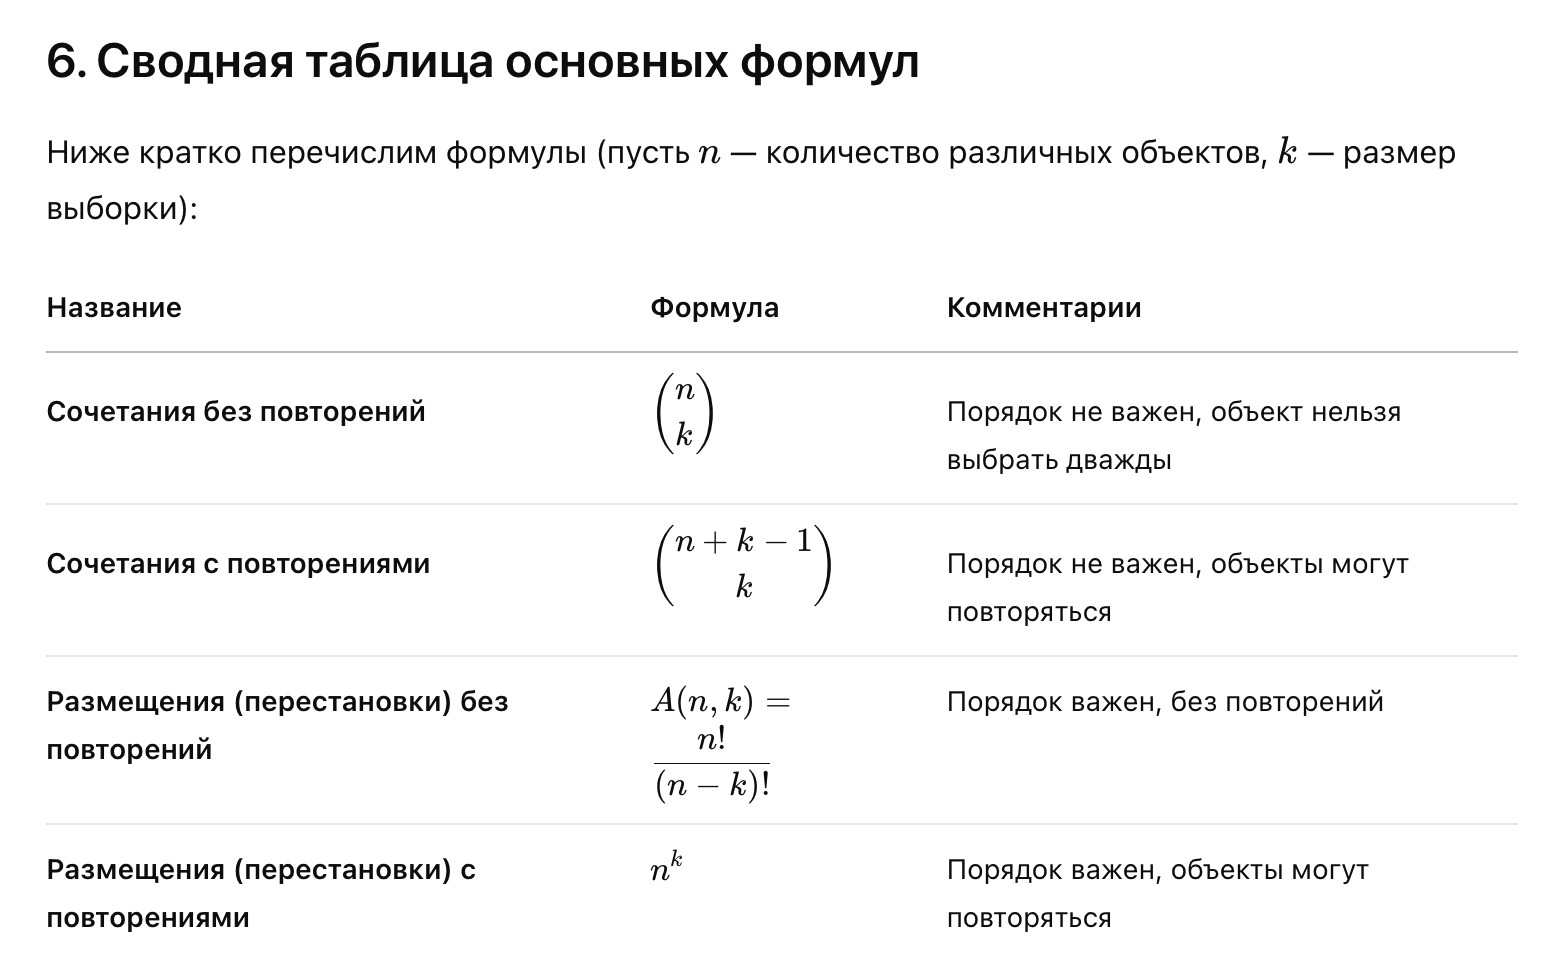 6. Сводная таблица основных формул
Ниже кратко перечислим формулы (пусть n — количество различных объектов, k — размер
выборки):
Название Формула Комментарии
Сочетания без повторений (n k) Порядок не важен, объект нельзя
выбрать дважды
Сочетания с повторениями (n + k − 1 k) Порядок не важен, объекты могут
повторяться
Размещения (перестановки) без A(n, k) = Порядок важен, без повторений
повторений n!
(n − k)!
Размещения (перестановки) с n^k Порядок важен, объекты могут
повторениями повторяться